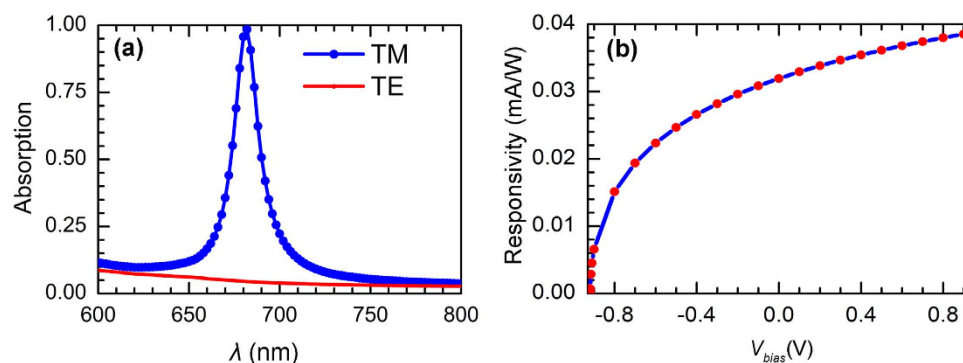 (a)
TM
TE
1.00
0.75
0.50
0.25
0.00
Absorption
600 650 700 750 800
λ (nm)
(b)
0.04
0.03
0.02
0.01
0.00
Responsivity (mA/W)
-0.8 -0.4 0.0 0.4 0.8
Vbias(V)